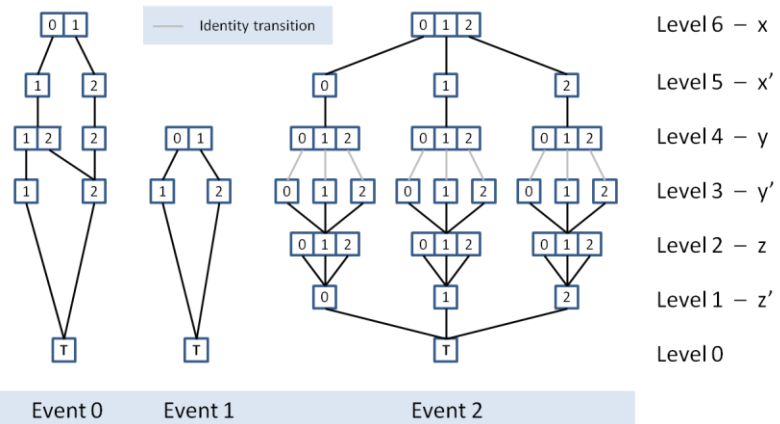 0 1 Identity transition 0 1 2 Level 6 – x
1 2 0 1 2 Level 5 – x’
1 2 2 0 1 0 1 2 0 1 2 0 1 2 Level 4 – y
1 2 1 2 0 1 2 0 1 2 0 1 2 Level 3 – y’
0 1 2 0 1 2 0 1 2 Level 2 – z
0 1 2 Level 1 – z’
T T T Level 0
Event 0 Event 1 Event 2